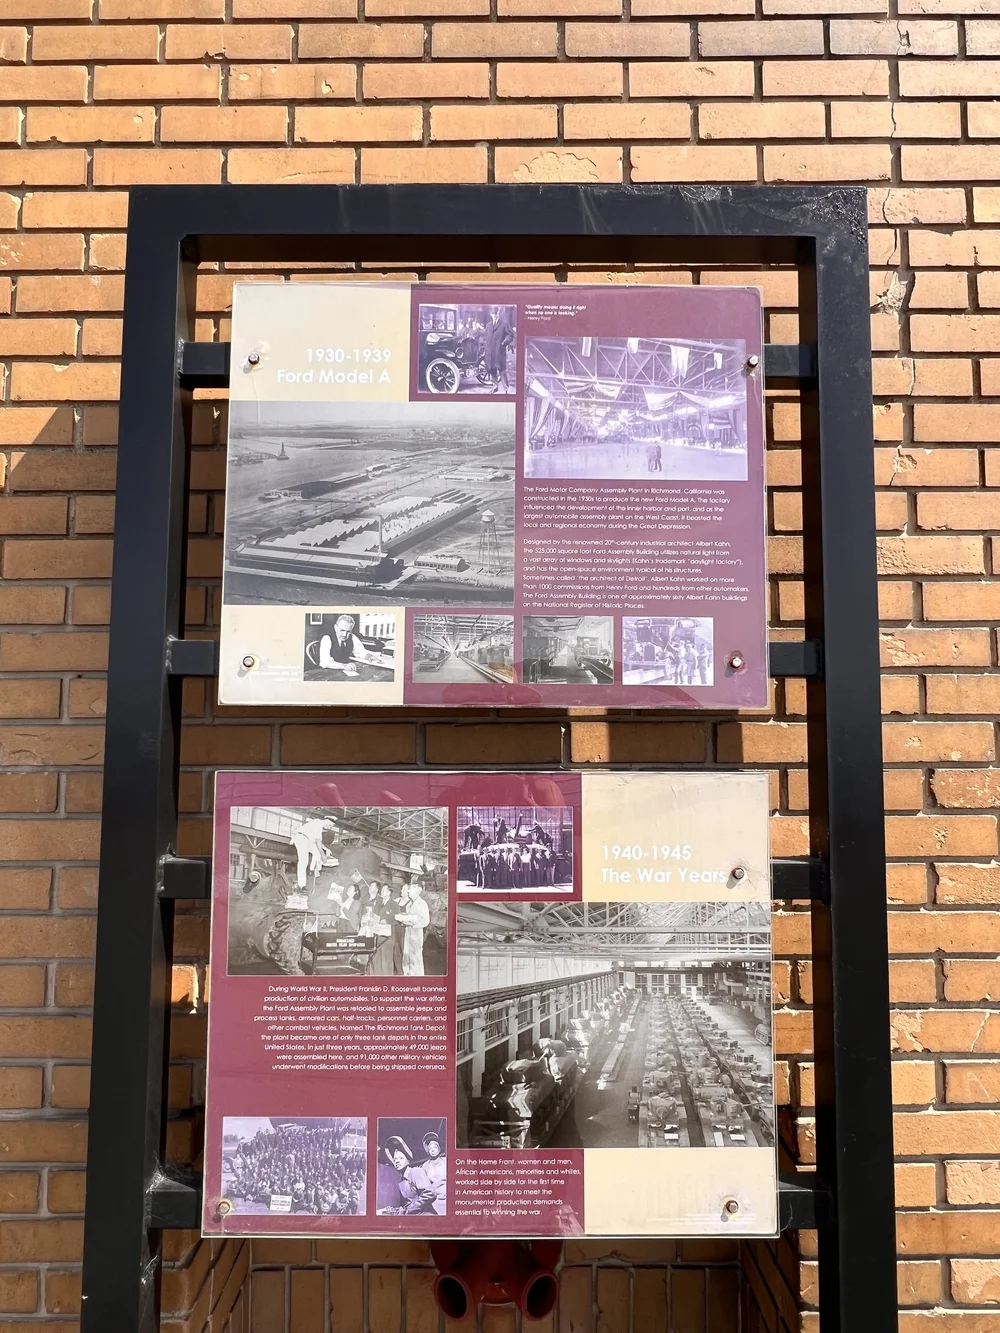 1930-1939
Ford Model A
"Quality means doing it right
when no one is looking."
- Henry Ford
The Ford Motor Company Assembly Plant in Richmond, California was
constructed in the 1930s to produce the new Ford Model A. The factory
influenced the development of the inner harbor and port, and as the
largest automobile assembly plant on the West Coast, it boosted the
local and regional economy during the Great Depression.
Designed by the renowned 20th-century industrial architect Albert Kahn,
the 525,000 square foot Ford Assembly Building utilizes natural light from
a vast array of windows and skylights (Kahn's trademark "daylight factory"),
and has the open-space environment typical of his structures.
Sometimes called 'the architect of Detroit', Albert Kahn worked on more
than 1000 commissions from Henry Ford and hundreds from other automakers.
The Ford Assembly Building is one of approximately sixty Albert Kahn buildings
on the National Register of Historic Places.
1940-1945
The War Years
During World War II, President Franklin D. Roosevelt banned
production of civilian automobiles. To support the war effort,
the Ford Assembly Plant was retooled to assemble jeeps and
process tanks, armored cars, half-tracks, personnel carriers, and
other combat vehicles. Named The Richmond Tank Depot,
the plant became one of only three tank depots in the entire
United States. In just three years, approximately 49,000 jeeps
were assembled here, and 91,000 other military vehicles
underwent modifications before being shipped overseas.
On the Home Front, women and men,
African Americans, minorities and whites,
worked side by side for the first time
in American history to meet the
monumental production demands
essential to winning the war.